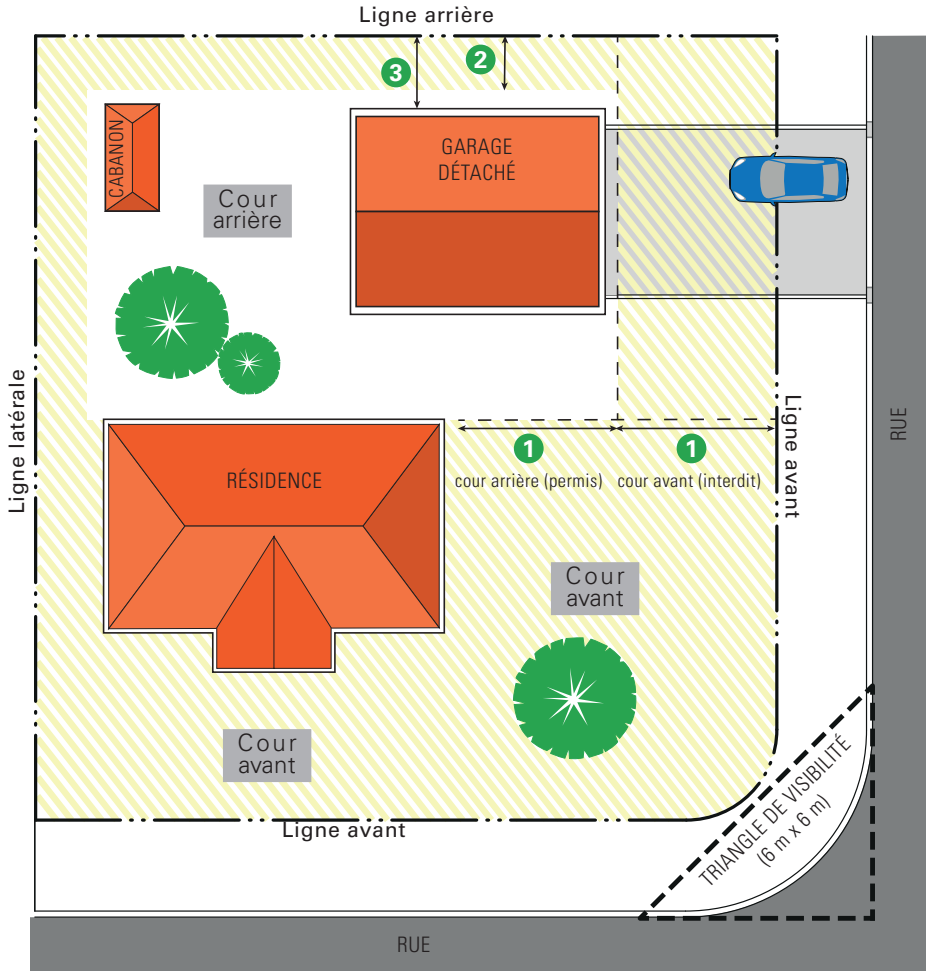 Ligne arrière
3
2
CABANON
GARAGE
DÉTACHÉ
Cour
arrière
Ligne latérale
RUE
Ligne avant
1
1
cour arrière (permis)
cour avant (interdit)
RÉSIDENCE
Cour
avant
Cour
avant
TRIANGLE DE VISIBILITÉ
(6 m x 6 m)
Ligne avant
RUE